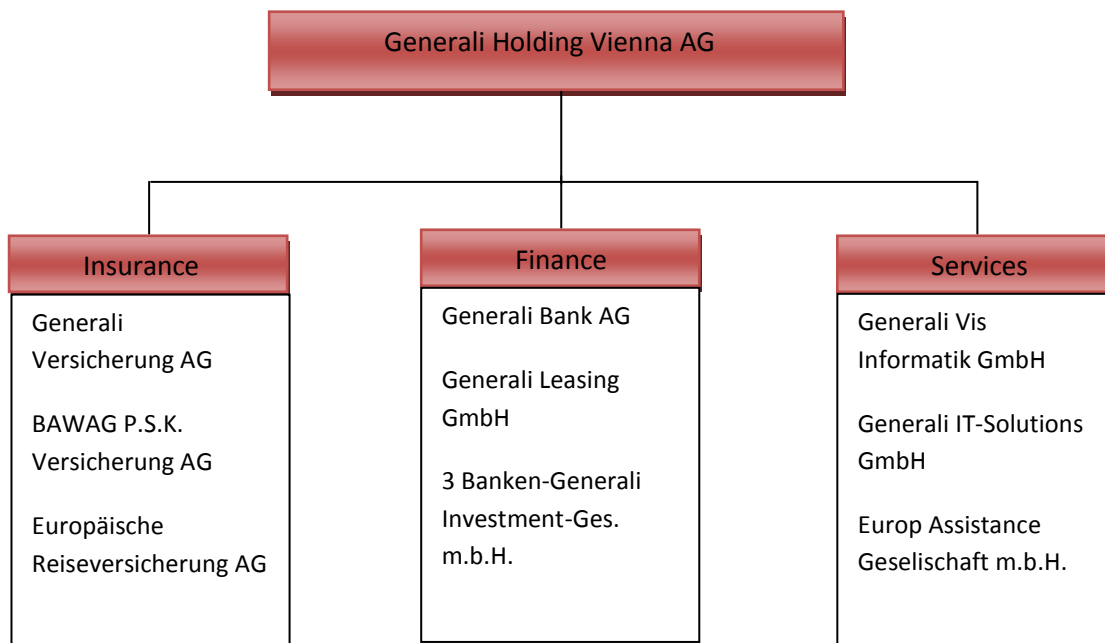 Generali Holding Vienna AG
Insurance
Generali
Versicherung AG
BAWAG P.S.K.
Versicherung AG
Europäische
Reiseversicherung AG
Finance
Generali Bank AG
Generali Leasing
GmbH
3 Banken-Generali
Investment-Ges.
m.b.H.
Services
Generali Vis
Informatik GmbH
Generali IT-Solutions
GmbH
Europ Assistance
Geselischaft m.b.H.